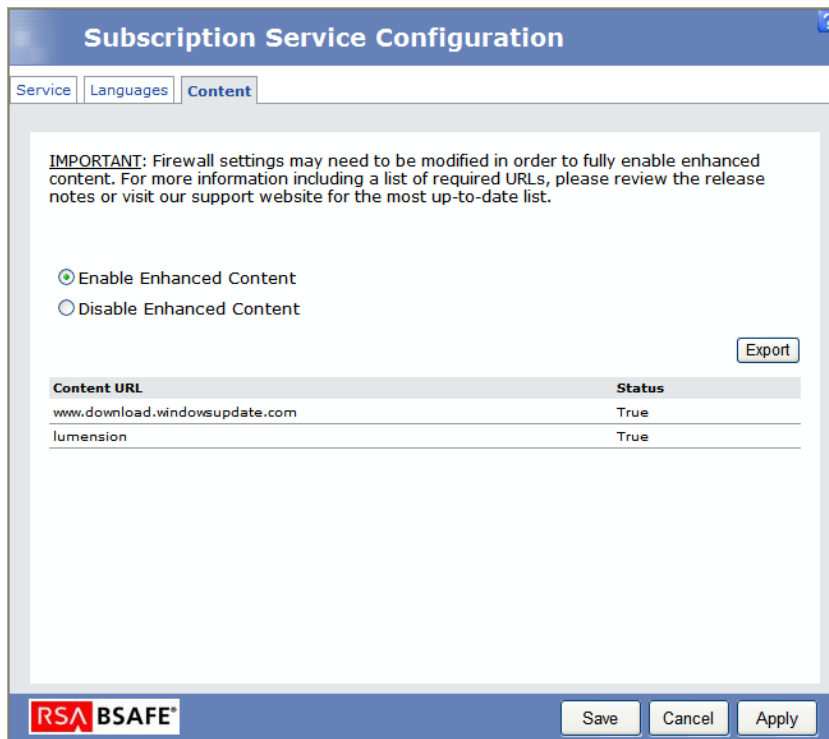 Subscription Service Configuration
?
Service Languages Content
IMPORTANT: Firewall settings may need to be modified in order to fully enable enhanced
content. For more information including a list of required URLs, please review the release
notes or visit our support website for the most up-to-date list.
Enable Enhanced Content
Disable Enhanced Content
Export
Content URL Status
www.download.windowsupdate.com True
lumension True
RSA BSAFE®
Save Cancel Apply